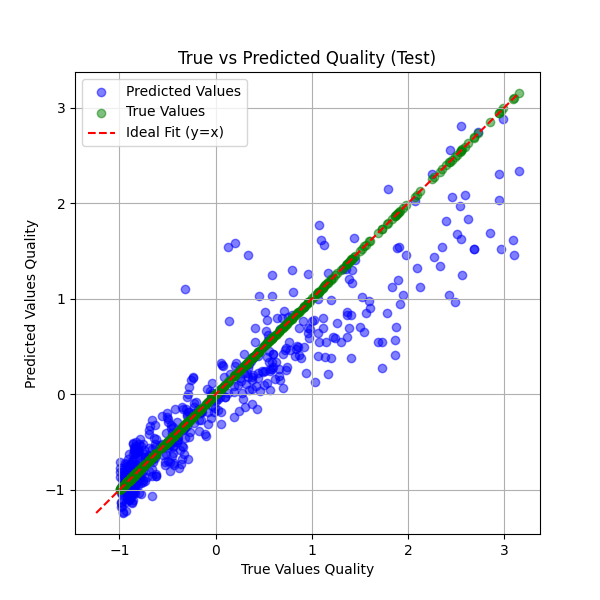 True vs Predicted Quality (Test)
Predicted Values
True Values
Ideal Fit (y=x)
3
2
1
0
−1
Predicted Values Quality
−1 0 1 2 3
True Values Quality